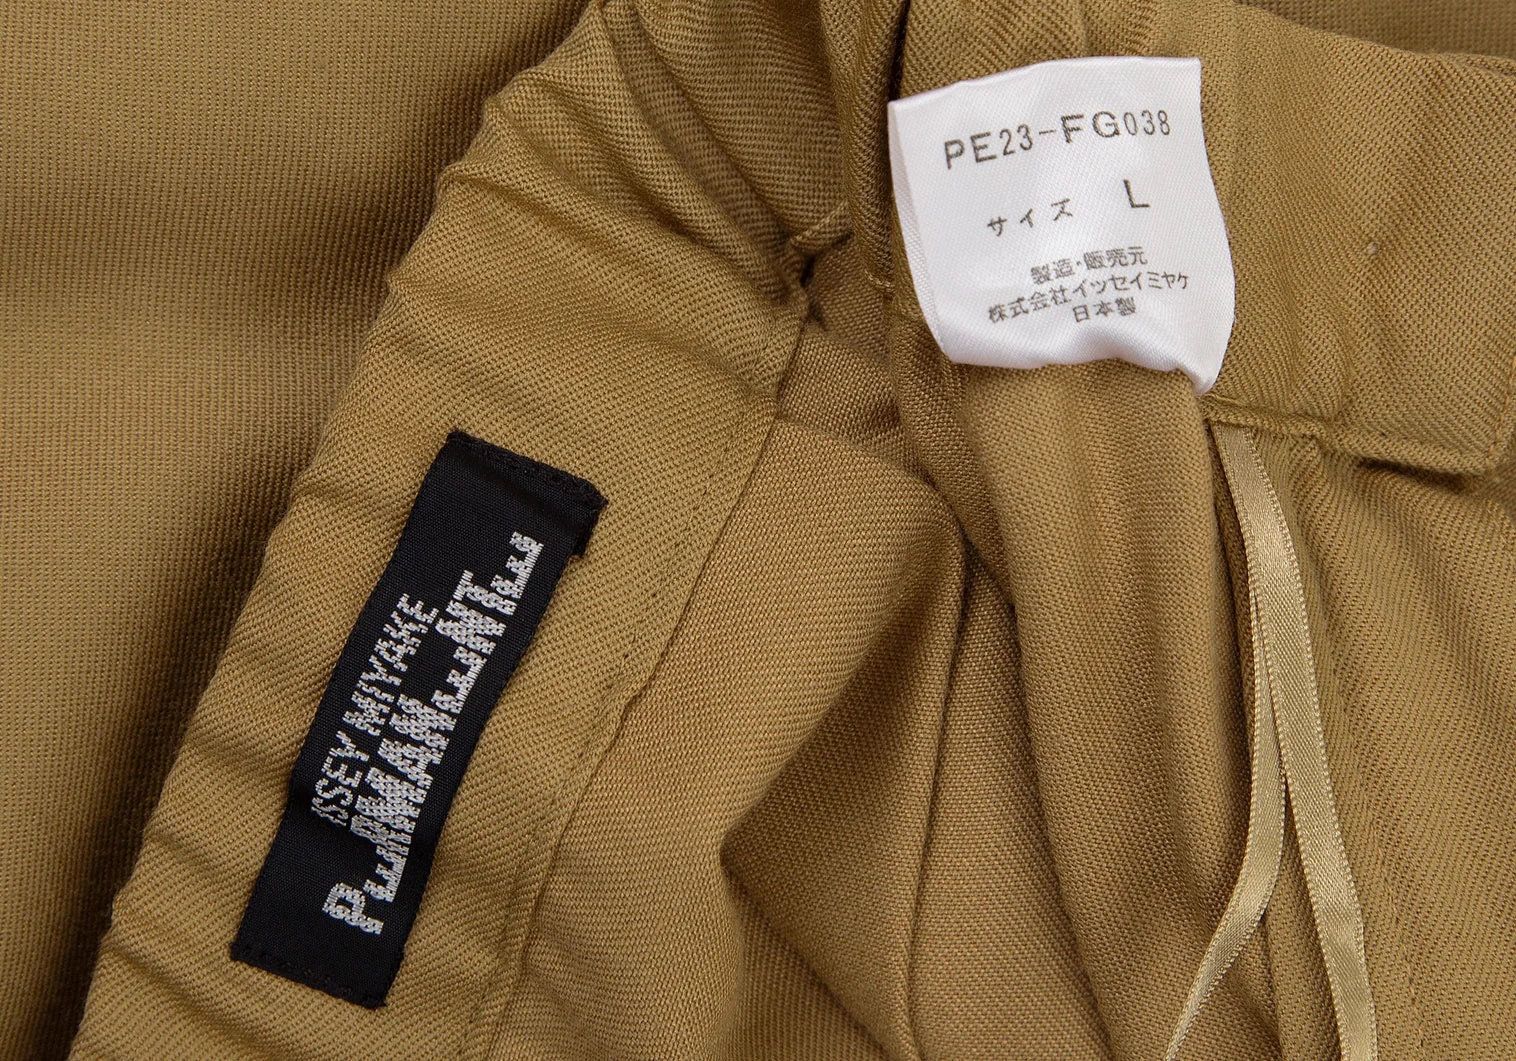 ISSEY MIYAKE
PERMANENTE
PE23-FG038
サイズ L
製造・販売元
株式会社イッセイミヤケ
日本製